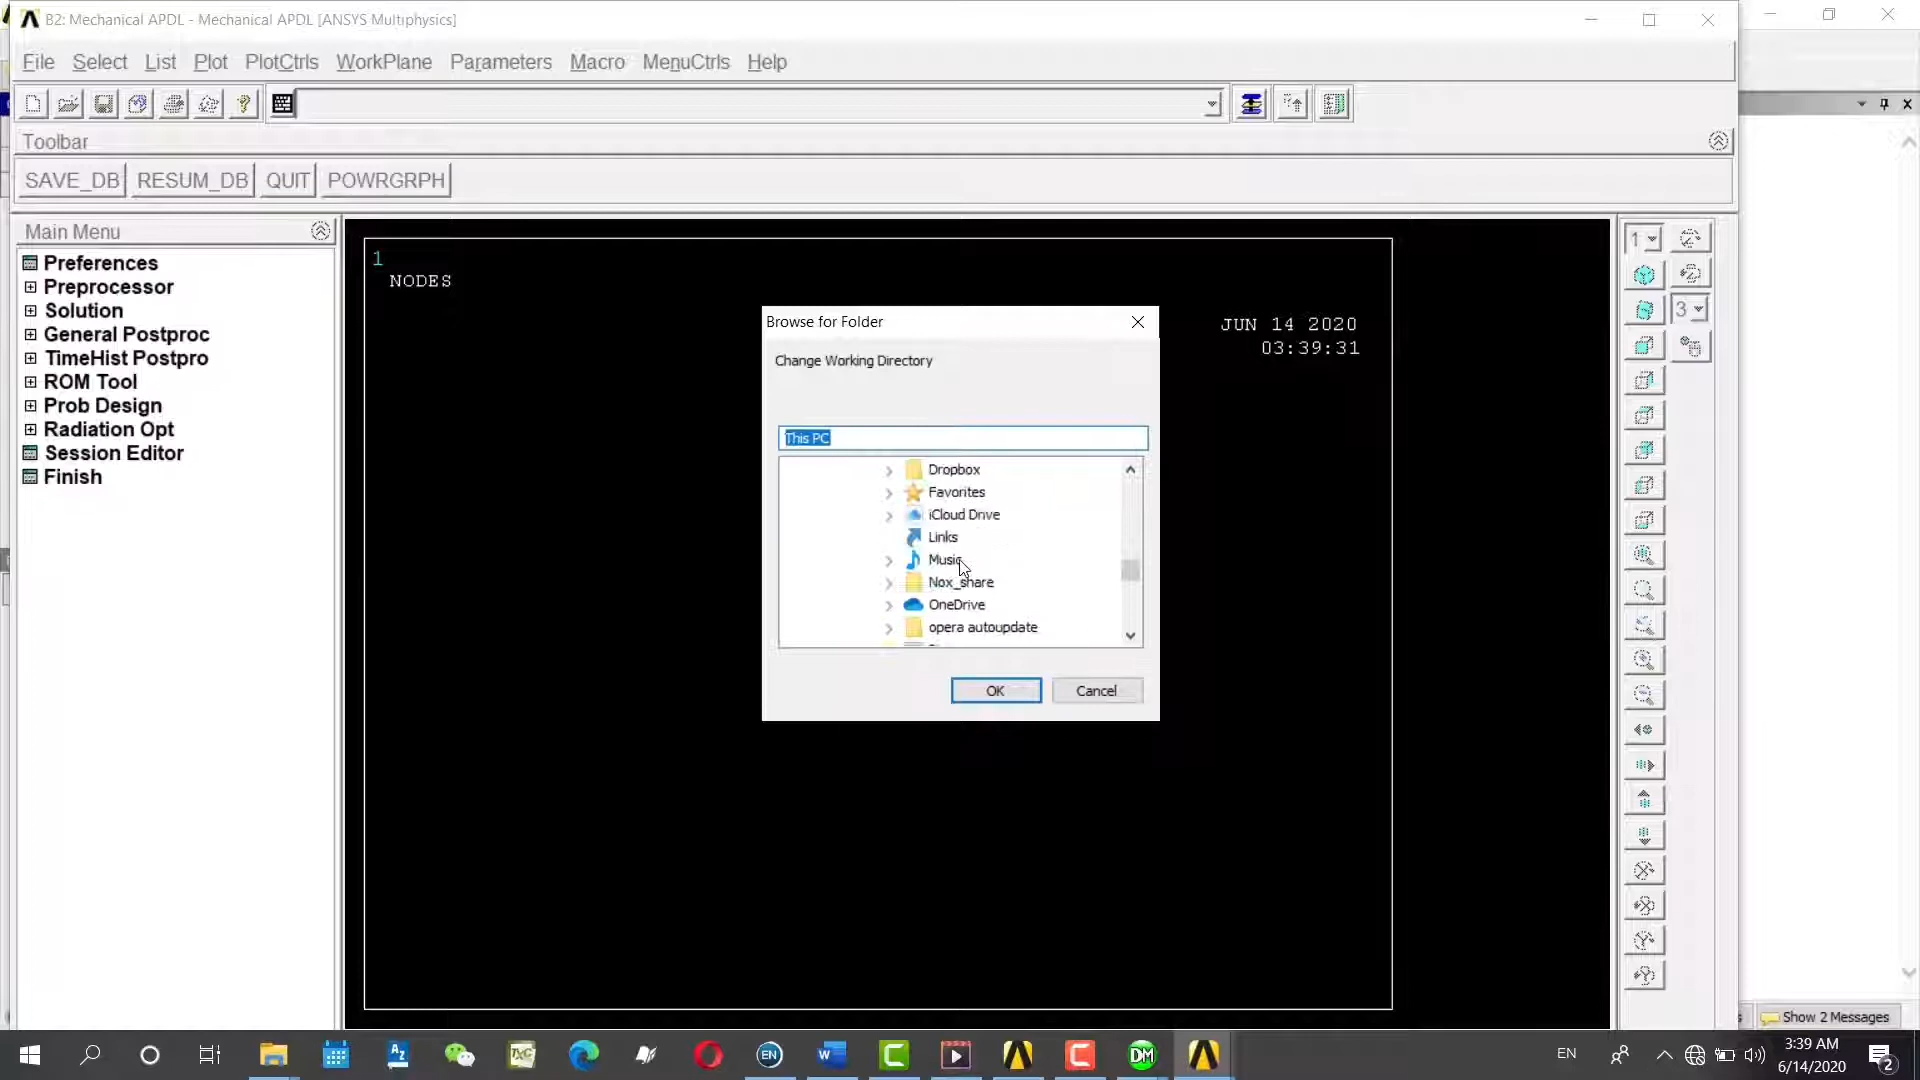 B2: Mechanical APDL - Mechanical APDL [ANSYS Multiphysics]
File Select List Plot PlotCtrls WorkPlane Parameters Macro MenuCtrls Help
Toolbar
SAVE_DB RESUM_DB QUIT POWRGRPH
Main Menu
Preferences
Preprocessor
Solution
General Postproc
TimeHist Postpro
ROM Tool
Prob Design
Radiation Opt
Session Editor
Finish
1
NODES
JUN 14 2020
03:39:31
Browse for Folder
Change Working Directory
This PC
Dropbox
Favorites
iCloud Drive
Links
Music
Nox_share
OneDrive
opera autoupdate
OK Cancel
1
3
Show 2 Messages
EN
EN
3:39 AM
6/14/2020
2